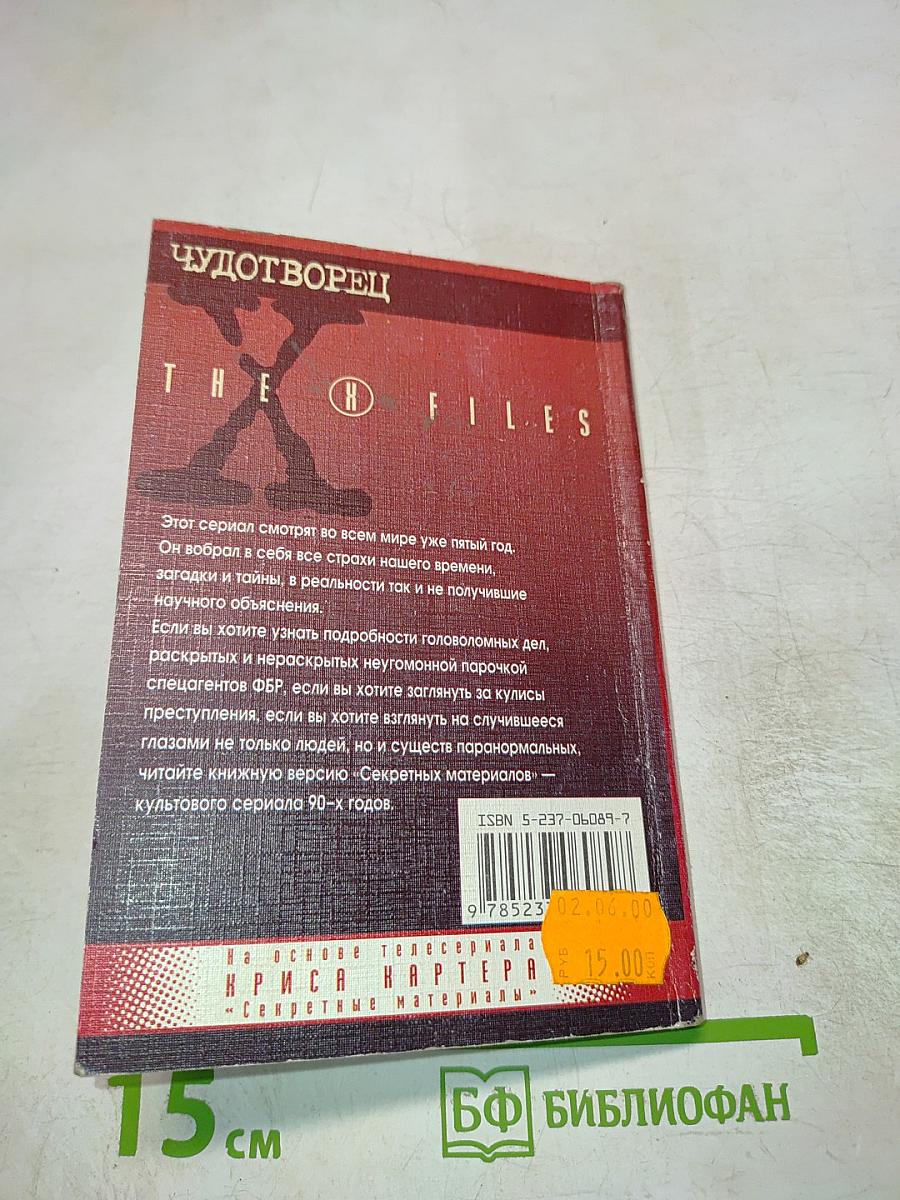 ЧУДОТВОРЕЦ
THE X FILES
Этот сериал смотрят во всем мире уже пятый год.
Он вобрал в себя все страхи нашего времени,
загадки и тайны, в реальности так и не получившие
научного объяснения.
Если вы хотите узнать подробности головоломных дел,
раскрытых и нераскрытых неугомонной парочкой
спецагентов ФБР, если вы хотите заглянуть за кулисы
преступления, если вы хотите взглянуть на случившееся
глазами не только людей, но и существ паранормальных,
читайте книжную версию «Секретных материалов» —
культового сериала 90-х годов.
ISBN 5-237-06089-7
9 78523
02.06.00
РУБ 15.00 КОП
На основе телесериала
КРИСА КАРТЕРА
«Секретные материалы»
15 см
БФ БИБЛИОФАН